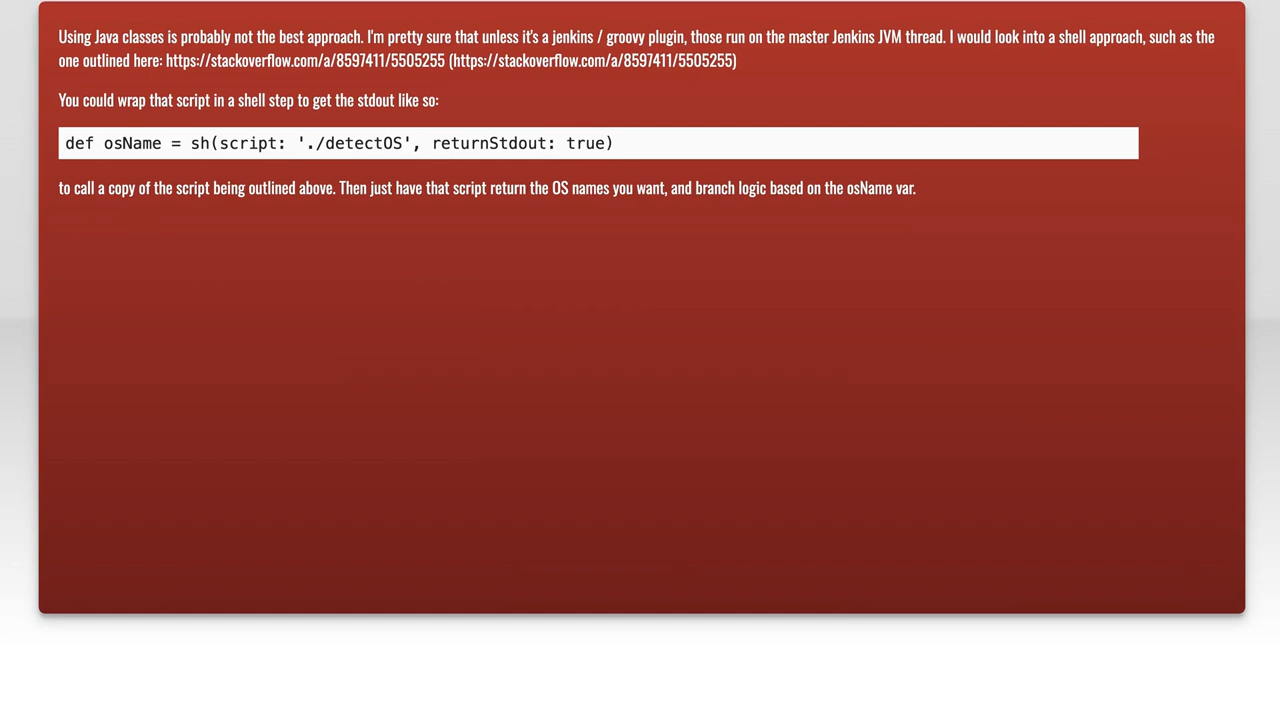 Using Java classes is probably not the best approach. I'm pretty sure that unless it's a jenkins / groovy plugin, those run on the master Jenkins JVM thread. I would look into a shell approach, such as the
one outlined here: https://stackoverflow.com/a/8597411/5505255 (https://stackoverflow.com/a/8597411/5505255)
You could wrap that script in a shell step to get the stdout like so:
def osName = sh(script: './detectOS', returnStdout: true)
to call a copy of the script being outlined above. Then just have that script return the OS names you want, and branch logic based on the osName var.